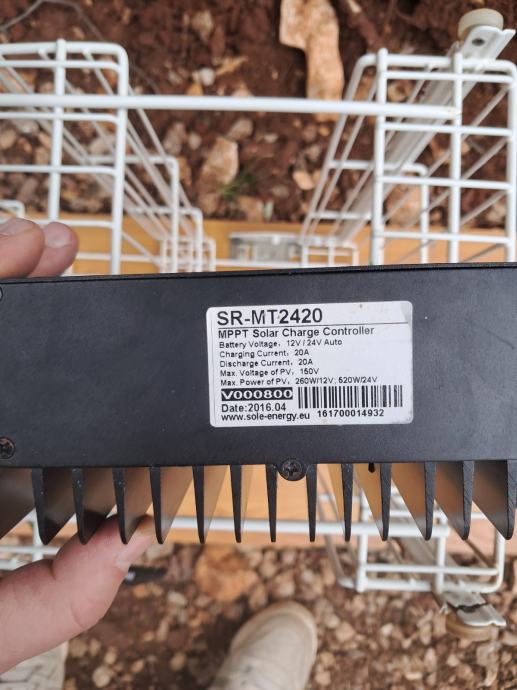 SR-MT2420
MPPT Solar Charge Controller
Battery Voltage: 12V / 24V Auto
Charging Current: 20A
Discharge Current: 20A
Max. Voltage of PV: 150V
Max. Power of PV: 260W/12V; 520W/24V
V000800
Date:2016.04
www.sole-energy.eu 161700014932